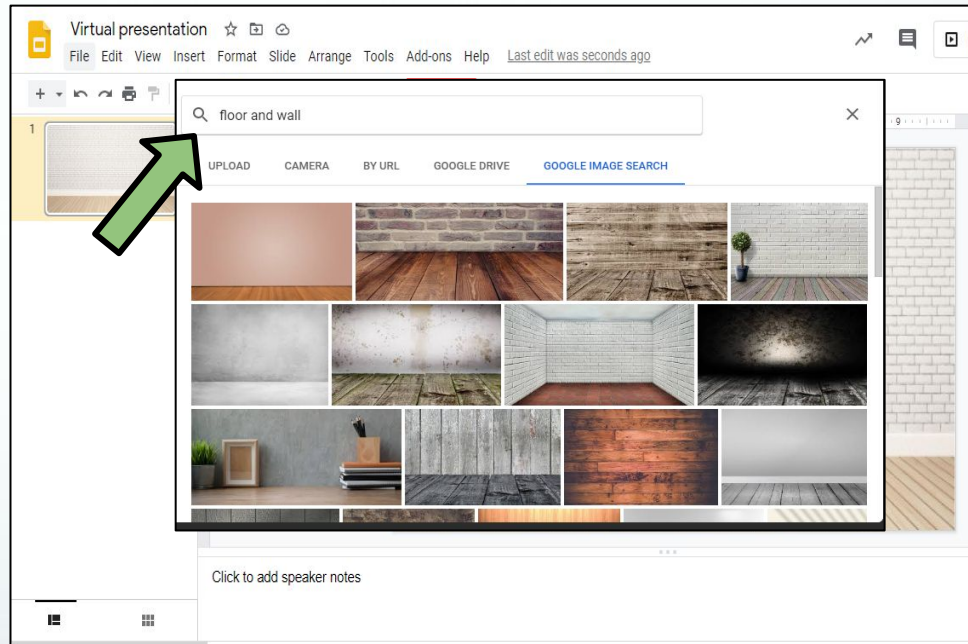 Virtual presentation
File Edit View Insert Format Slide Arrange Tools Add-ons Help Last edit was seconds ago
floor and wall
UPLOAD CAMERA BY URL GOOGLE DRIVE GOOGLE IMAGE SEARCH
1
9
Click to add speaker notes